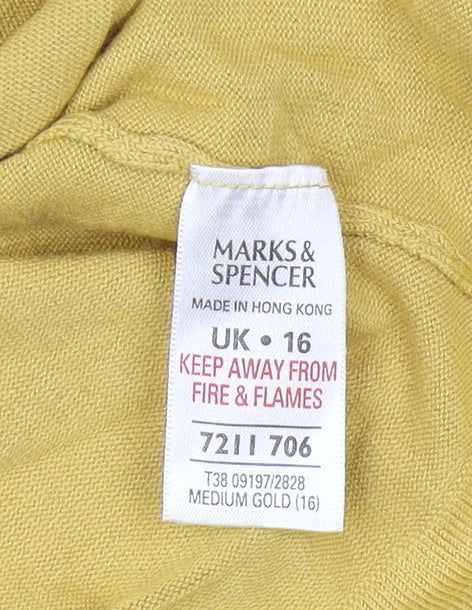 MARKS &
SPENCER
MADE IN HONG KONG
UK • 16
KEEP AWAY FROM
FIRE & FLAMES
7211 706
T38 09197/2828
MEDIUM GOLD (16)